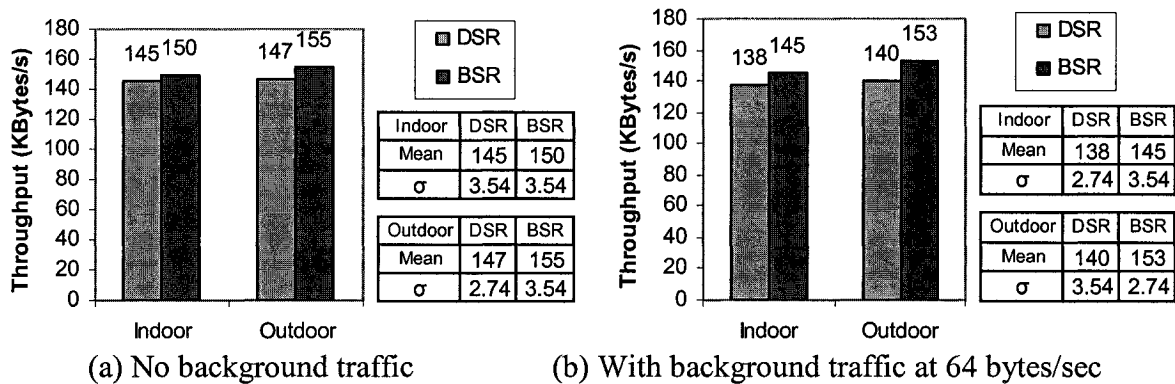 180
160
140
120
100
80
60
40
20
0
Throughput (KBytes/s)
145 150
147 155
Indoor Outdoor
DSR
BSR
Indoor DSR BSR
Mean 145 150
σ 3.54 3.54
Outdoor DSR BSR
Mean 147 155
σ 2.74 3.54
(a) No background traffic
180
160
140
120
100
80
60
40
20
0
Throughput (KBytes/s)
138 145
140 153
Indoor Outdoor
DSR
BSR
Indoor DSR BSR
Mean 138 145
σ 2.74 3.54
Outdoor DSR BSR
Mean 140 153
σ 3.54 2.74
(b) With background traffic at 64 bytes/sec